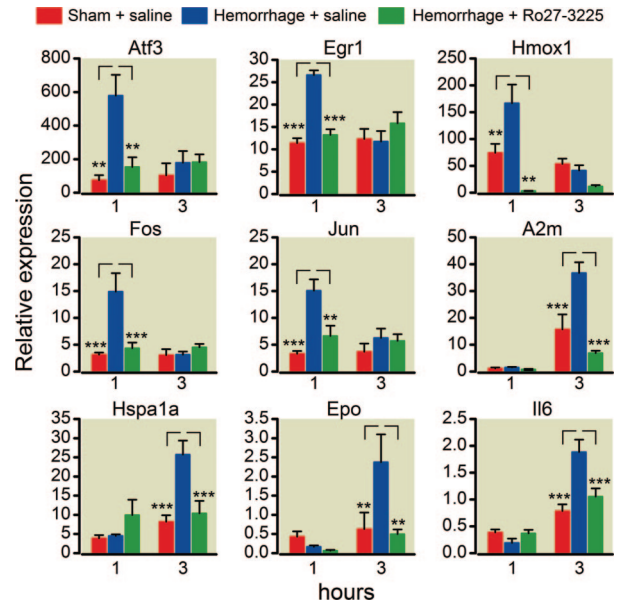 Sham + saline Hemorrhage + saline Hemorrhage + Ro27-3225
Relative expression
Atf3 Egr1 Hmox1
800 30 250
600 25 200
400 20 150
200 15 100
0 10 50
5 0
0
** ** *** *** ** **
1 3 1 3 1 3
Fos Jun A2m
25 25 50
20 20 40
15 15 30
10 10 20
5 5 10
0 0 0
*** *** *** ** *** ***
1 3 1 3 1 3
Hspa1a Epo Il6
35 3.5 2.5
30 3.0 2.0
25 2.5 1.5
20 2.0 1.0
15 1.5 0.5
10 1.0 0.0
5 0.5
0 0.0
*** *** ** ** *** ***
1 3 1 3 1 3
hours